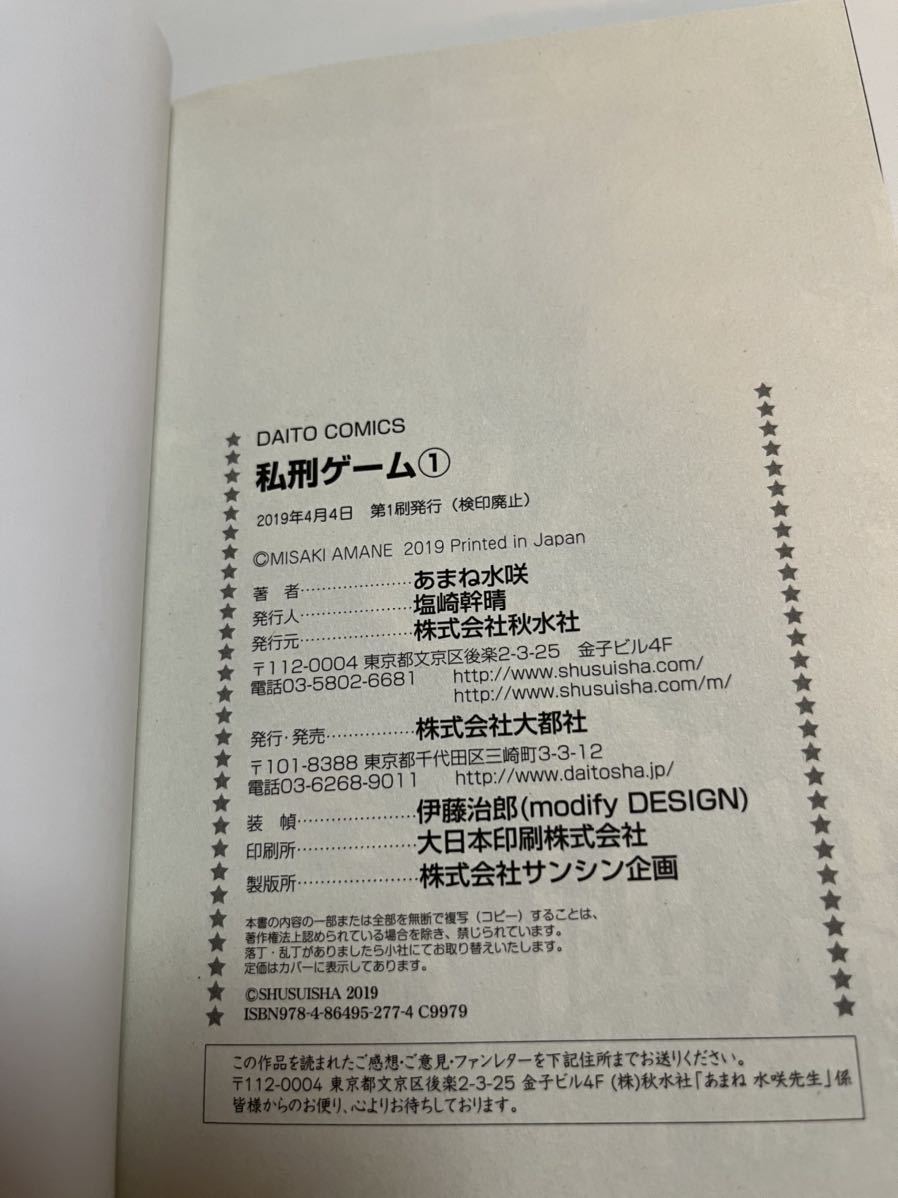 DAITO COMICS
私刑ゲーム①
2019年4月4日 第1刷発行（検印廃止）
©MISAKI AMANE 2019 Printed in Japan
著 者………………あまね水咲
発行人………………塩崎幹晴
発行元………………株式会社秋水社
〒112-0004 東京都文京区後楽2-3-25 金子ビル4F
電話03-5802-6681 http://www.shusuisha.com/
http://www.shusuisha.com/m/
発行・発売……………株式会社大都社
〒101-8388 東京都千代田区三崎町3-3-12
電話03-6268-9011 http://www.daitosha.jp/
装 幀………………伊藤治郎(modify DESIGN)
印刷所………………大日本印刷株式会社
製版所………………株式会社サンシン企画
本書の内容の一部または全部を無断で複写（コピー）することは、
著作権法上認められている場合を除き、禁じられています。
落丁・乱丁がありましたら小社にてお取り替えいたします。
定価はカバーに表示してあります。
©SHUSUISHA 2019
ISBN978-4-86495-277-4 C9979
この作品を読まれたご感想・ご意見・ファンレターを下記住所までお送りください。
〒112-0004 東京都文京区後楽2-3-25 金子ビル4F (株)秋水社「あまね 水咲先生」係
皆様からのお便り、心よりお待ちしております。